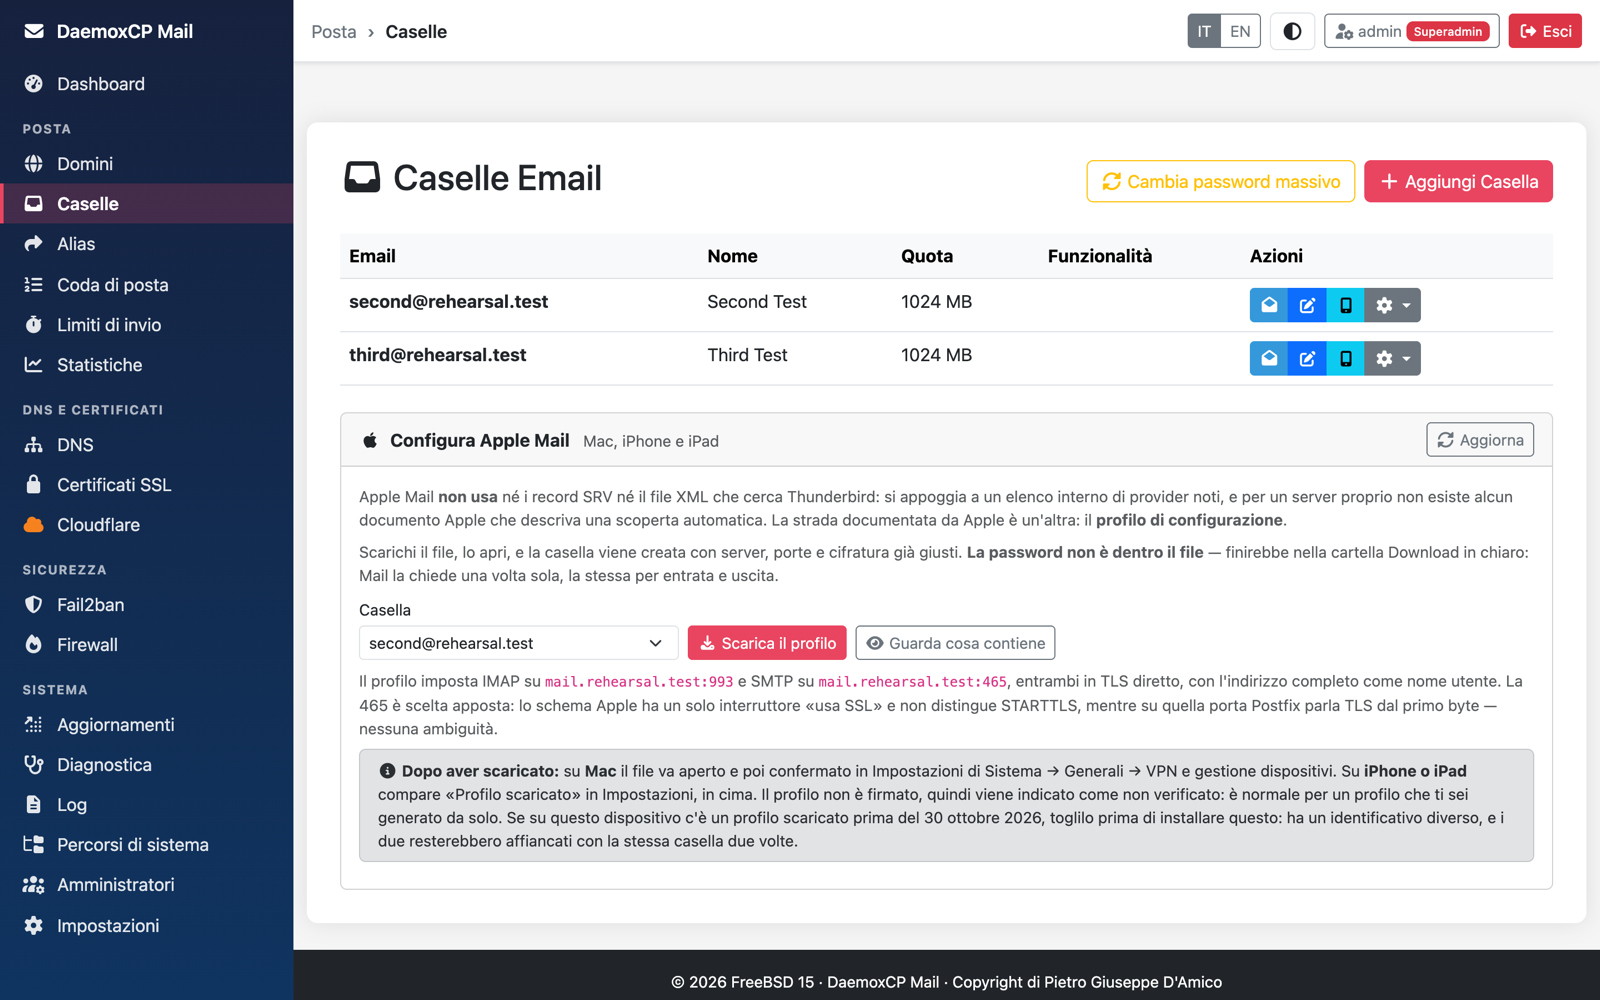 DaemoxCP Mail
Dashboard
POSTA
Domini
Caselle
Alias
Coda di posta
Limiti di invio
Statistiche
DNS E CERTIFICATI
DNS
Certificati SSL
Cloudflare
SICUREZZA
Fail2ban
Firewall
SISTEMA
Aggiornamenti
Diagnostica
Log
Percorsi di sistema
Amministratori
Impostazioni
Posta › Caselle
IT EN
admin Superadmin
Esci
Caselle Email
Cambia password massivo
Aggiungi Casella
Email Nome Quota Funzionalità Azioni
second@rehearsal.test Second Test 1024 MB
third@rehearsal.test Third Test 1024 MB
Configura Apple Mail Mac, iPhone e iPad
Aggiorna
Apple Mail non usa né i record SRV né il file XML che cerca Thunderbird: si appoggia a un elenco interno di provider noti, e per un server proprio non esiste alcun
documento Apple che descriva una scoperta automatica. La strada documentata da Apple è un'altra: il profilo di configurazione.
Scarichi il file, lo apri, e la casella viene creata con server, porte e cifratura già giusti. La password non è dentro il file — finirebbe nella cartella Download in chiaro:
Mail la chiede una volta sola, la stessa per entrata e uscita.
Casella
second@rehearsal.test
Scarica il profilo
Guarda cosa contiene
Il profilo imposta IMAP su mail.rehearsal.test:993 e SMTP su mail.rehearsal.test:465, entrambi in TLS diretto, con l'indirizzo completo come nome utente. La
465 è scelta apposta: lo schema Apple ha un solo interruttore «usa SSL» e non distingue STARTTLS, mentre su quella porta Postfix parla TLS dal primo byte —
nessuna ambiguità.
Dopo aver scaricato: su Mac il file va aperto e poi confermato in Impostazioni di Sistema → Generali → VPN e gestione dispositivi. Su iPhone o iPad
compare «Profilo scaricato» in Impostazioni, in cima. Il profilo non è firmato, quindi viene indicato come non verificato: è normale per un profilo che ti sei
generato da solo. Se su questo dispositivo c'è un profilo scaricato prima del 30 ottobre 2026, toglilo prima di installare questo: ha un identificativo diverso, e i
due resterebbero affiancati con la stessa casella due volte.
© 2026 FreeBSD 15 · DaemoxCP Mail · Copyright di Pietro Giuseppe D'Amico